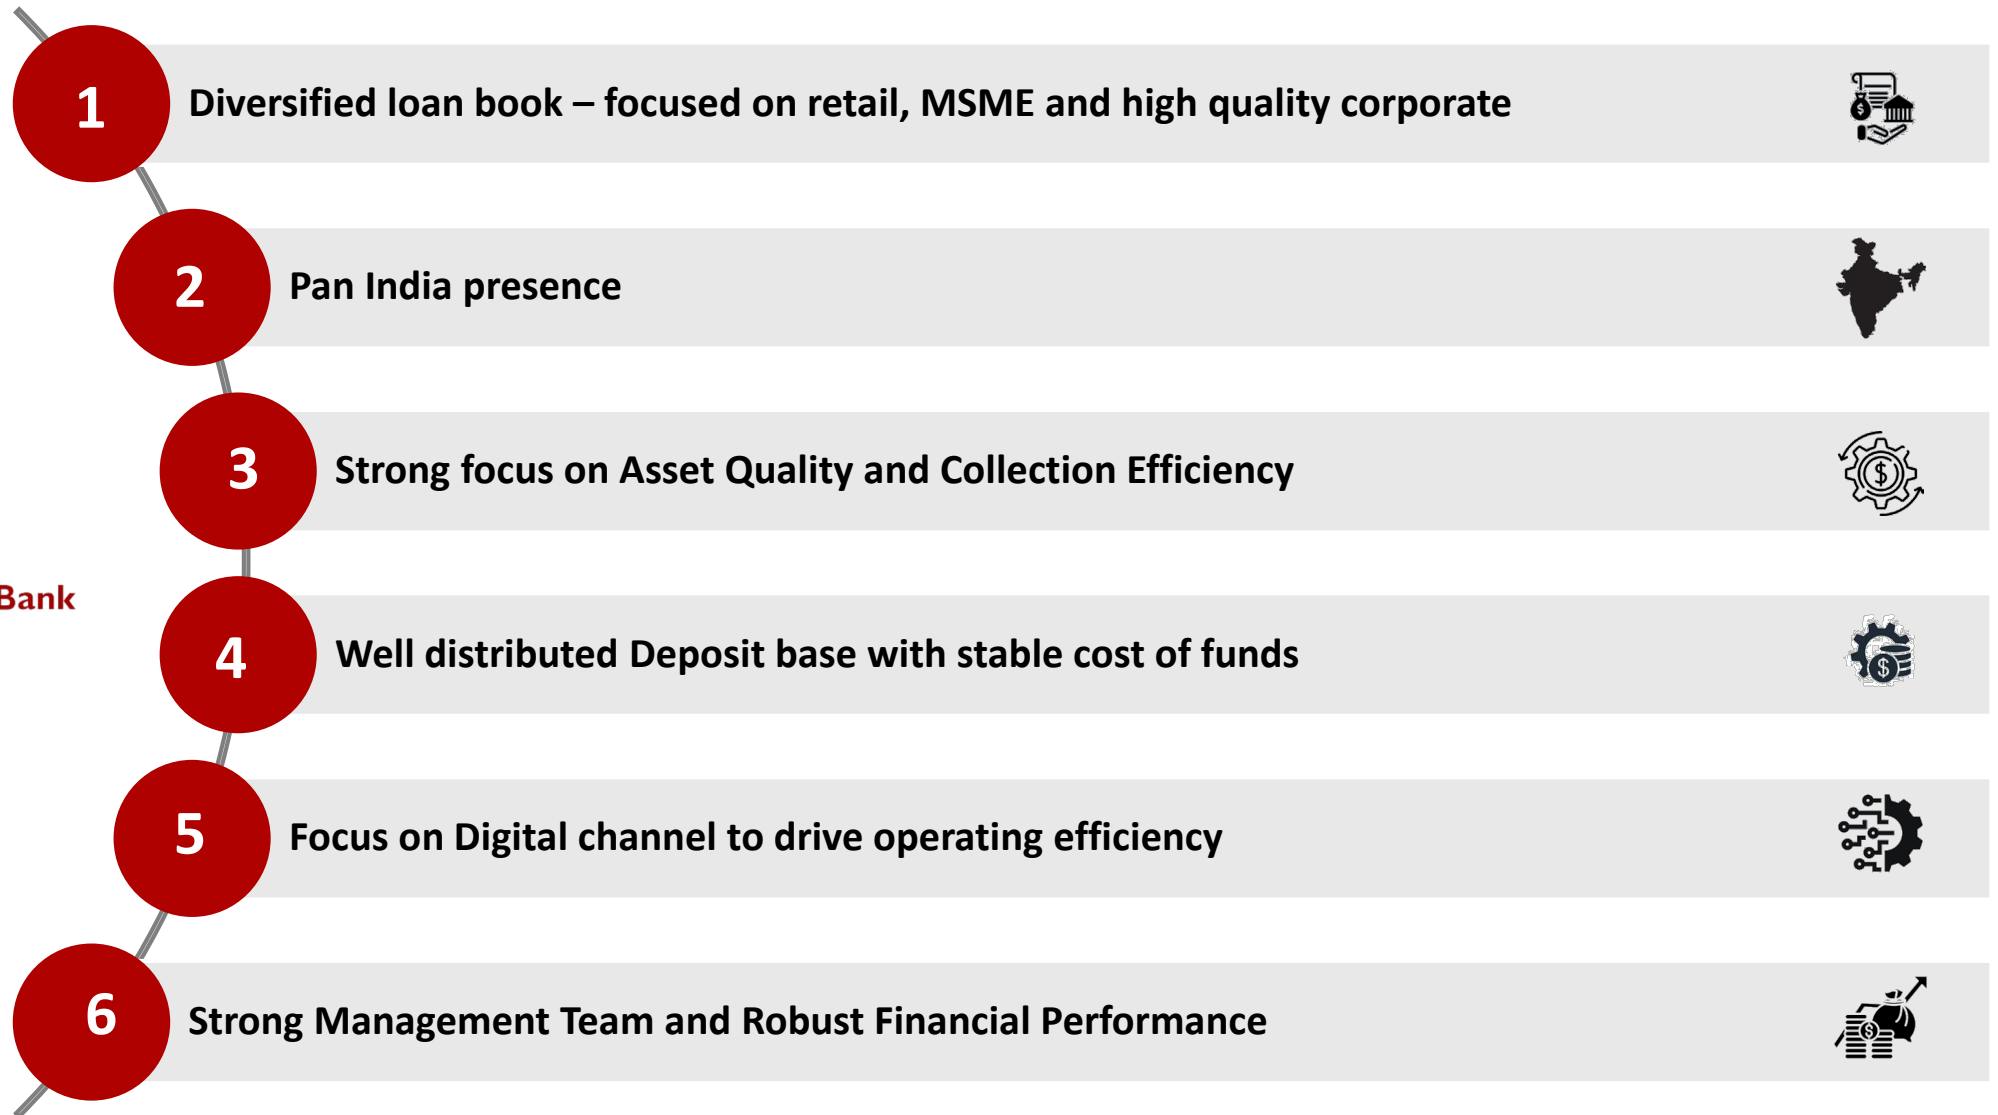 1
Diversified loan book – focused on retail, MSME and high quality corporate
2
Pan India presence
3
Strong focus on Asset Quality and Collection Efficiency
Bank
4
Well distributed Deposit base with stable cost of funds
5
Focus on Digital channel to drive operating efficiency
6
Strong Management Team and Robust Financial Performance